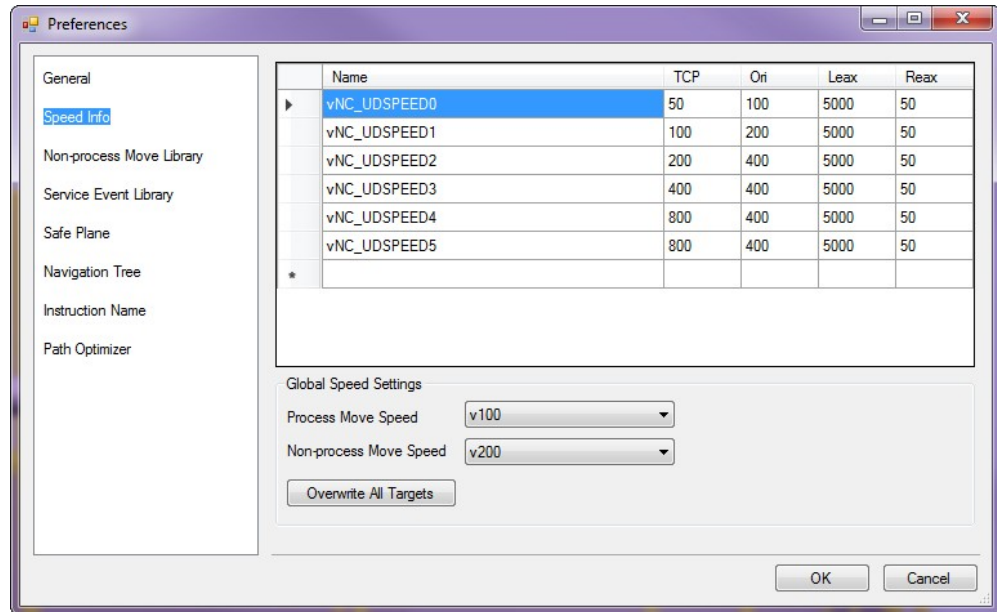 Preferences
General
Speed Info
Non-process Move Library
Service Event Library
Safe Plane
Navigation Tree
Instruction Name
Path Optimizer
Name TCP Ori Leax Reax
vNC_UDSPEED0 50 100 5000 50
vNC_UDSPEED1 100 200 5000 50
vNC_UDSPEED2 200 400 5000 50
vNC_UDSPEED3 400 400 5000 50
vNC_UDSPEED4 800 400 5000 50
vNC_UDSPEED5 800 400 5000 50
*
Global Speed Settings
Process Move Speed v100
Non-process Move Speed v200
Overwrite All Targets
OK Cancel